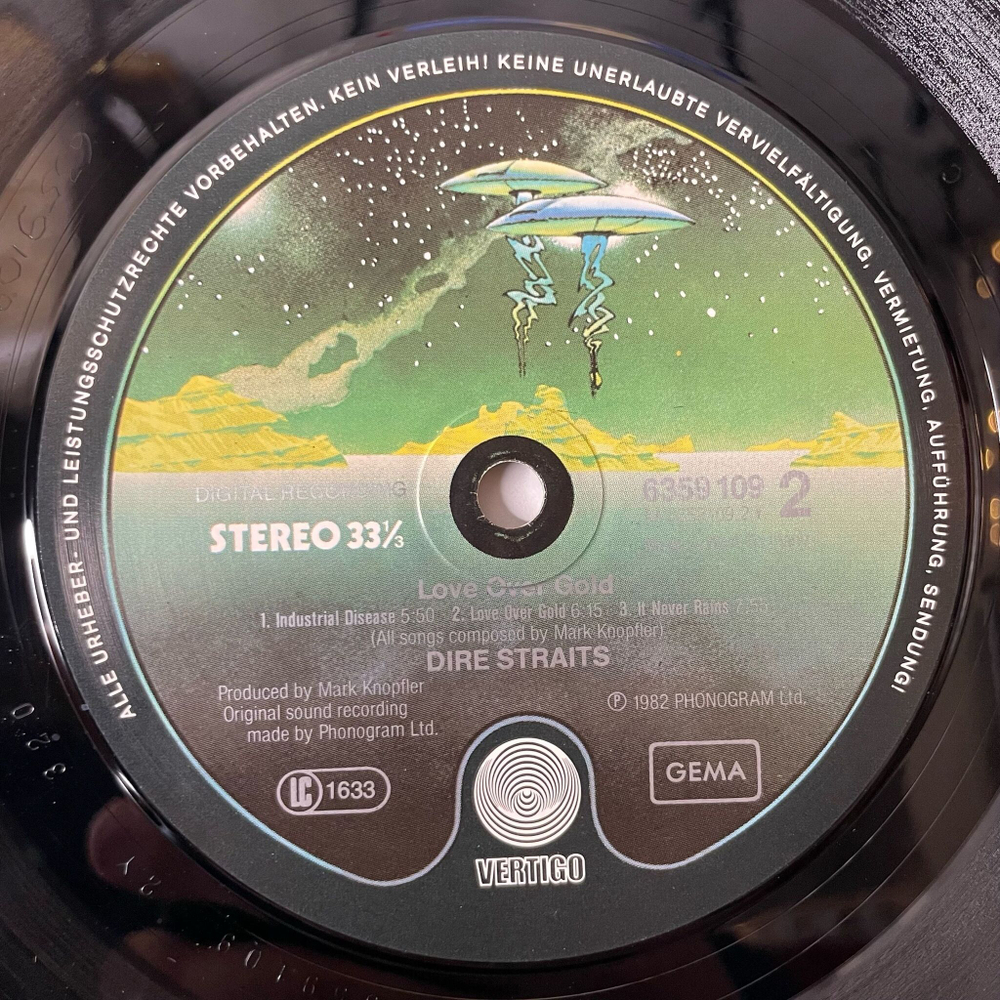 ALLE URHEBER- UND LEISTUNGSSCHUTZRECHTE VORBEHALTEN. KEIN VERLEIH! KEINE UNERLAUBTE VERVIELFÄLTIGUNG, VERMIETUNG, AUFFÜHRUNG, SENDUNG!
DIGITAL RECORDING
6359 109 2
STEREO 33⅓
Love Over Gold
1. Industrial Disease 5:50 2. Love Over Gold 6:15 3. It Never Rains
(All songs composed by Mark Knopfler)
DIRE STRAITS
Produced by Mark Knopfler
Original sound recording
made by Phonogram Ltd.
℗ 1982 PHONOGRAM Ltd.
LC 1633
GEMA
VERTIGO